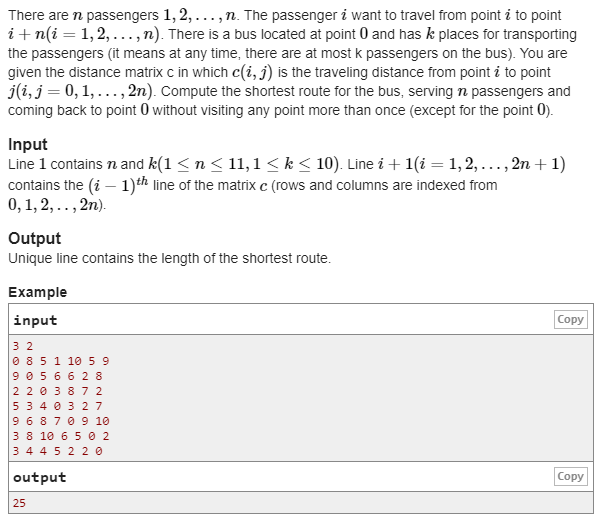 There are n passengers 1, 2, . . . , n. The passenger i want to travel from point i to point
i + n(i = 1, 2, . . . , n). There is a bus located at point 0 and has k places for transporting
the passengers (it means at any time, there are at most k passengers on the bus). You are
given the distance matrix c in which c(i, j) is the traveling distance from point i to point
j(i, j = 0, 1, . . . , 2n). Compute the shortest route for the bus, serving n passengers and
coming back to point 0 without visiting any point more than once (except for the point 0).
Input
Line 1 contains n and k(1 ≤ n ≤ 11, 1 ≤ k ≤ 10). Line i + 1(i = 1, 2, . . . , 2n + 1)
contains the (i − 1)th line of the matrix c (rows and columns are indexed from
0, 1, 2, . . , 2n).
Output
Unique line contains the length of the shortest route.
Example
input Copy
3 2
0 8 5 1 10 5 9
9 0 5 6 6 2 8
2 2 0 3 8 7 2
5 3 4 0 3 2 7
9 6 8 7 0 9 10
3 8 10 6 5 0 2
3 4 4 5 2 2 0
output Copy
25